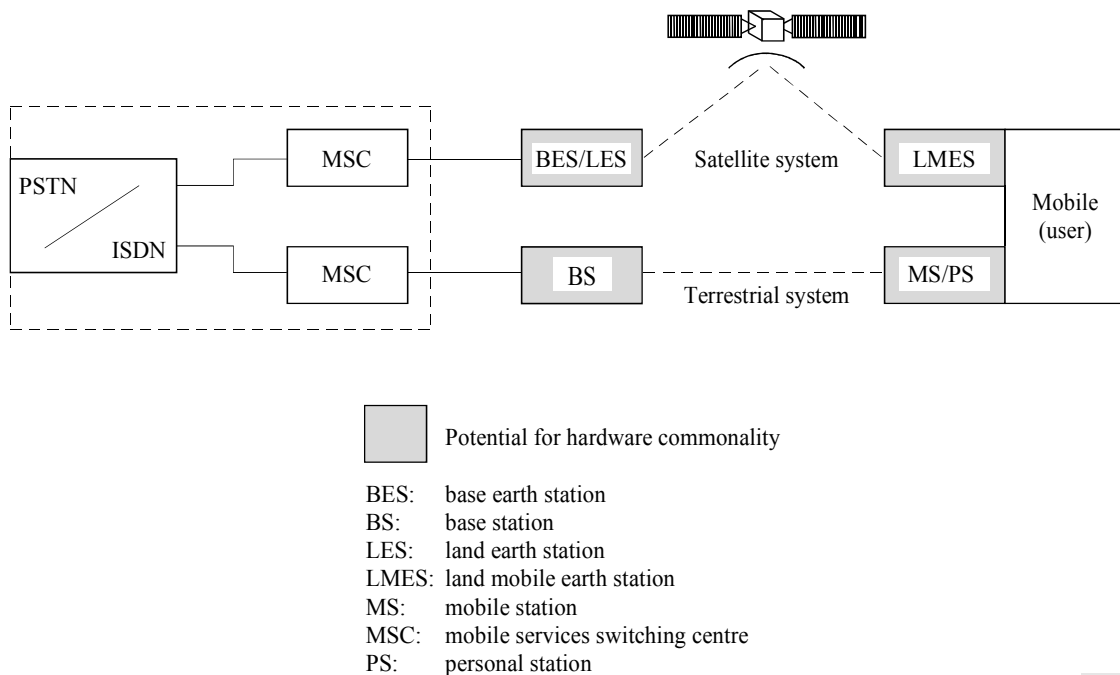 MSC
BES/LES
Satellite system
LMES
PSTN
ISDN
Mobile
(user)
MSC
BS
Terrestrial system
MS/PS
Potential for hardware commonality
BES: base earth station
BS: base station
LES: land earth station
LMES: land mobile earth station
MS: mobile station
MSC: mobile services switching centre
PS: personal station